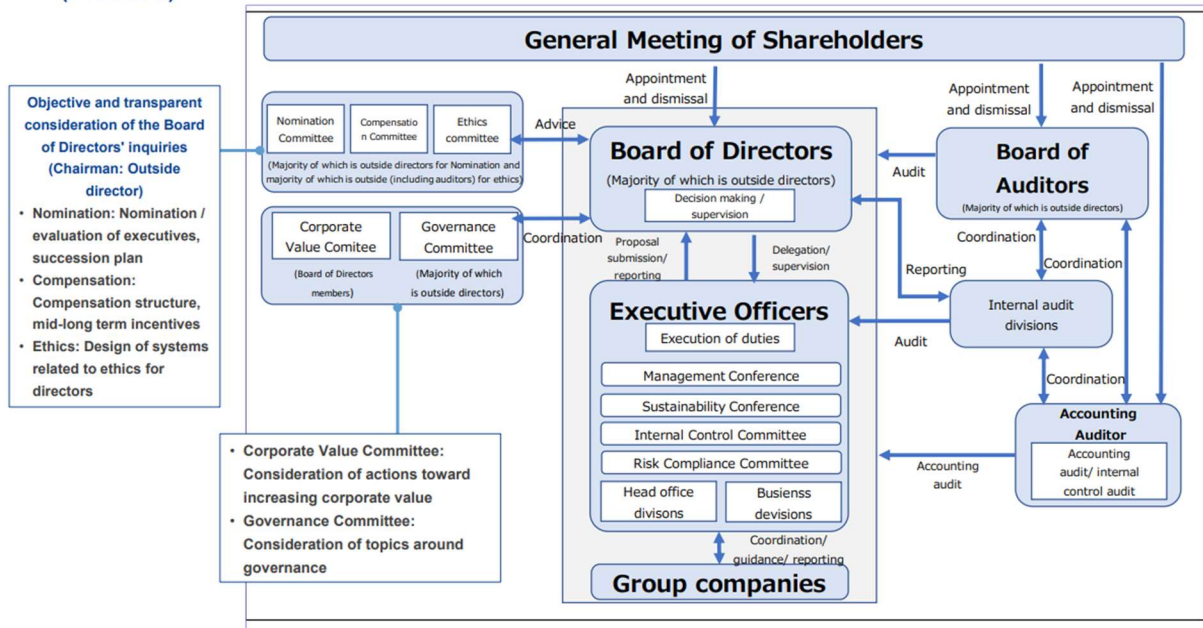 General Meeting of Shareholders
Objective and transparent
consideration of the Board
of Directors' inquiries
(Chairman: Outside
director)
• Nomination: Nomination /
evaluation of executives,
succession plan
• Compensation:
Compensation structure,
mid-long term incentives
• Ethics: Design of systems
related to ethics for
directors
Nomination
Committee
Compensatio
n Committee
Ethics
committee
(Majority of which is outside directors for Nomination and
majority of which is outside (including auditors) for ethics)
Advice
Corporate
Value Comitee
(Board of Directors
members)
Governance
Committee
(Majority of which
is outside directors)
Coordination
• Corporate Value Committee:
Consideration of actions toward
increasing corporate value
• Governance Committee:
Consideration of topics around
governance
Appointment
and dismissal
Board of Directors
(Majority of which is outside directors)
Decision making /
supervision
Proposal
submission/
reporting
Delegation/
supervision
Executive Officers
Execution of duties
Management Conference
Sustainability Conference
Internal Control Committee
Risk Compliance Committee
Head office
divisons
Busienss
devisions
Coordination/
guidance/ reporting
Group companies
Appointment
and dismissal
Appointment
and dismissal
Audit
Board of
Auditors
(Majority of which is outside directors)
Coordination
Coordination
Reporting
Internal audit
divisions
Audit
Coordination
Accounting
Auditor
Accounting
audit/ internal
control audit
Accounting
audit